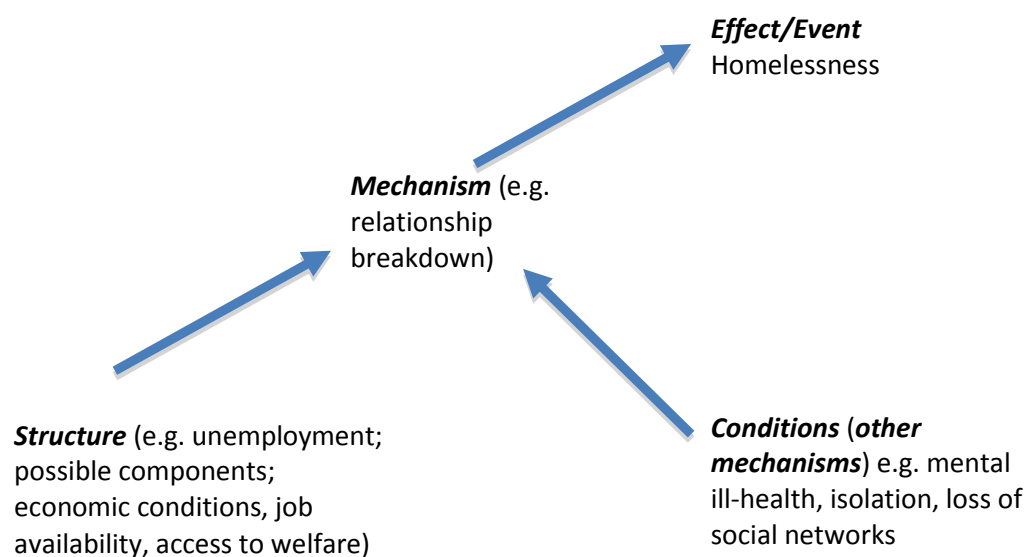 Effect/Event
Homelessness
Mechanism (e.g.
relationship
breakdown)
Structure (e.g. unemployment;
possible components;
economic conditions, job
availability, access to welfare)
Conditions (other
mechanisms) e.g. mental
ill-health, isolation, loss of
social networks